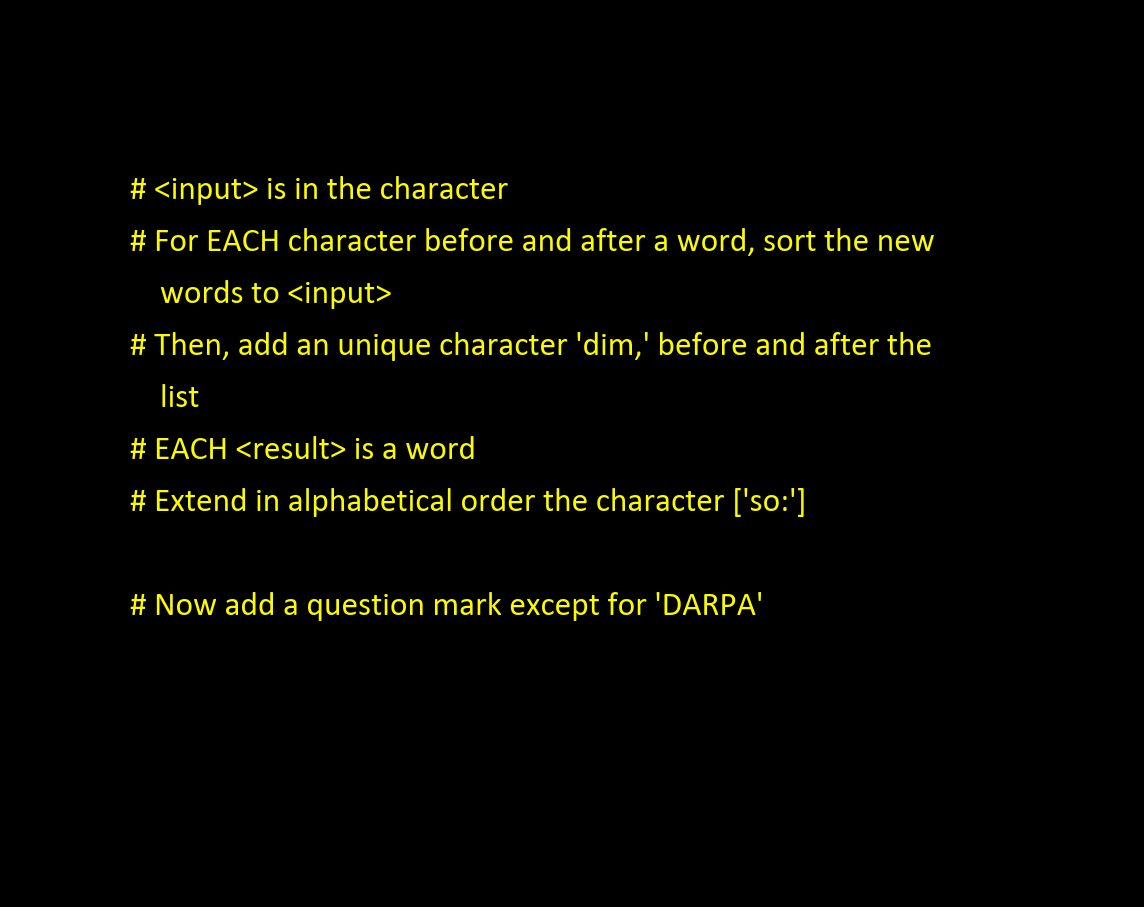 # <input> is in the character
# For EACH character before and after a word, sort the new
words to <input>
# Then, add an unique character 'dim,' before and after the
list
# EACH <result> is a word
# Extend in alphabetical order the character ['so:']
# Now add a question mark except for 'DARPA'